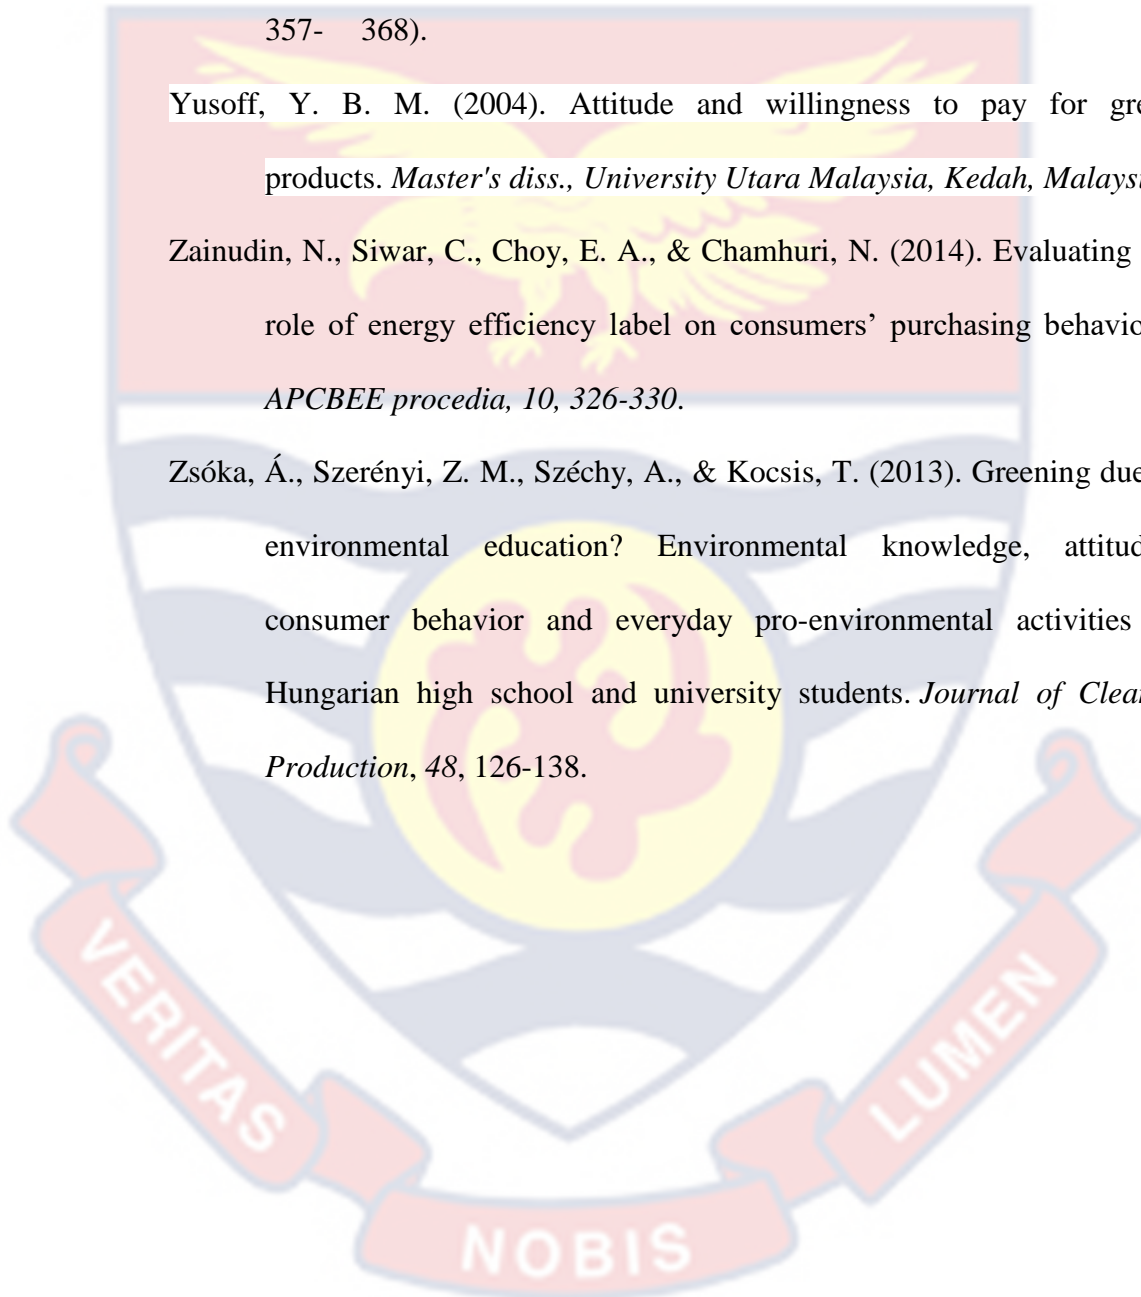 357- 368).
Yusoff, Y. B. M. (2004). Attitude and willingness to pay for gre
products. Master's diss., University Utara Malaysia, Kedah, Malaysi
Zainudin, N., Siwar, C., Choy, E. A., & Chamhuri, N. (2014). Evaluating
role of energy efficiency label on consumers’ purchasing behavio
APCBEE procedia, 10, 326-330.
Zsóka, Á., Szerényi, Z. M., Széchy, A., & Kocsis, T. (2013). Greening due
environmental education? Environmental knowledge, attitud
consumer behavior and everyday pro-environmental activities
Hungarian high school and university students. Journal of Clean
Production, 48, 126-138.
VERITAS
NOBIS
LUMEN